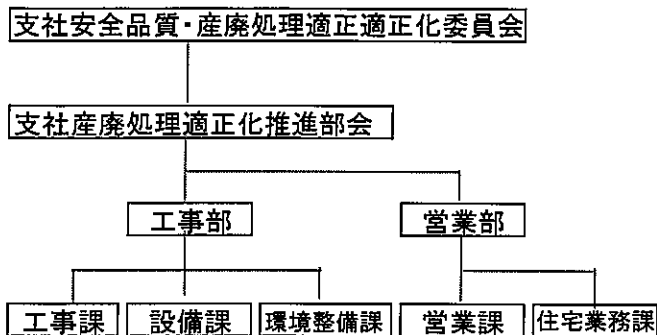 支社安全品質・産廃処理適正適正化委員会
支社産廃処理適正化推進部会
工事部 営業部
工事課 設備課 環境整備課 営業課 住宅業務課